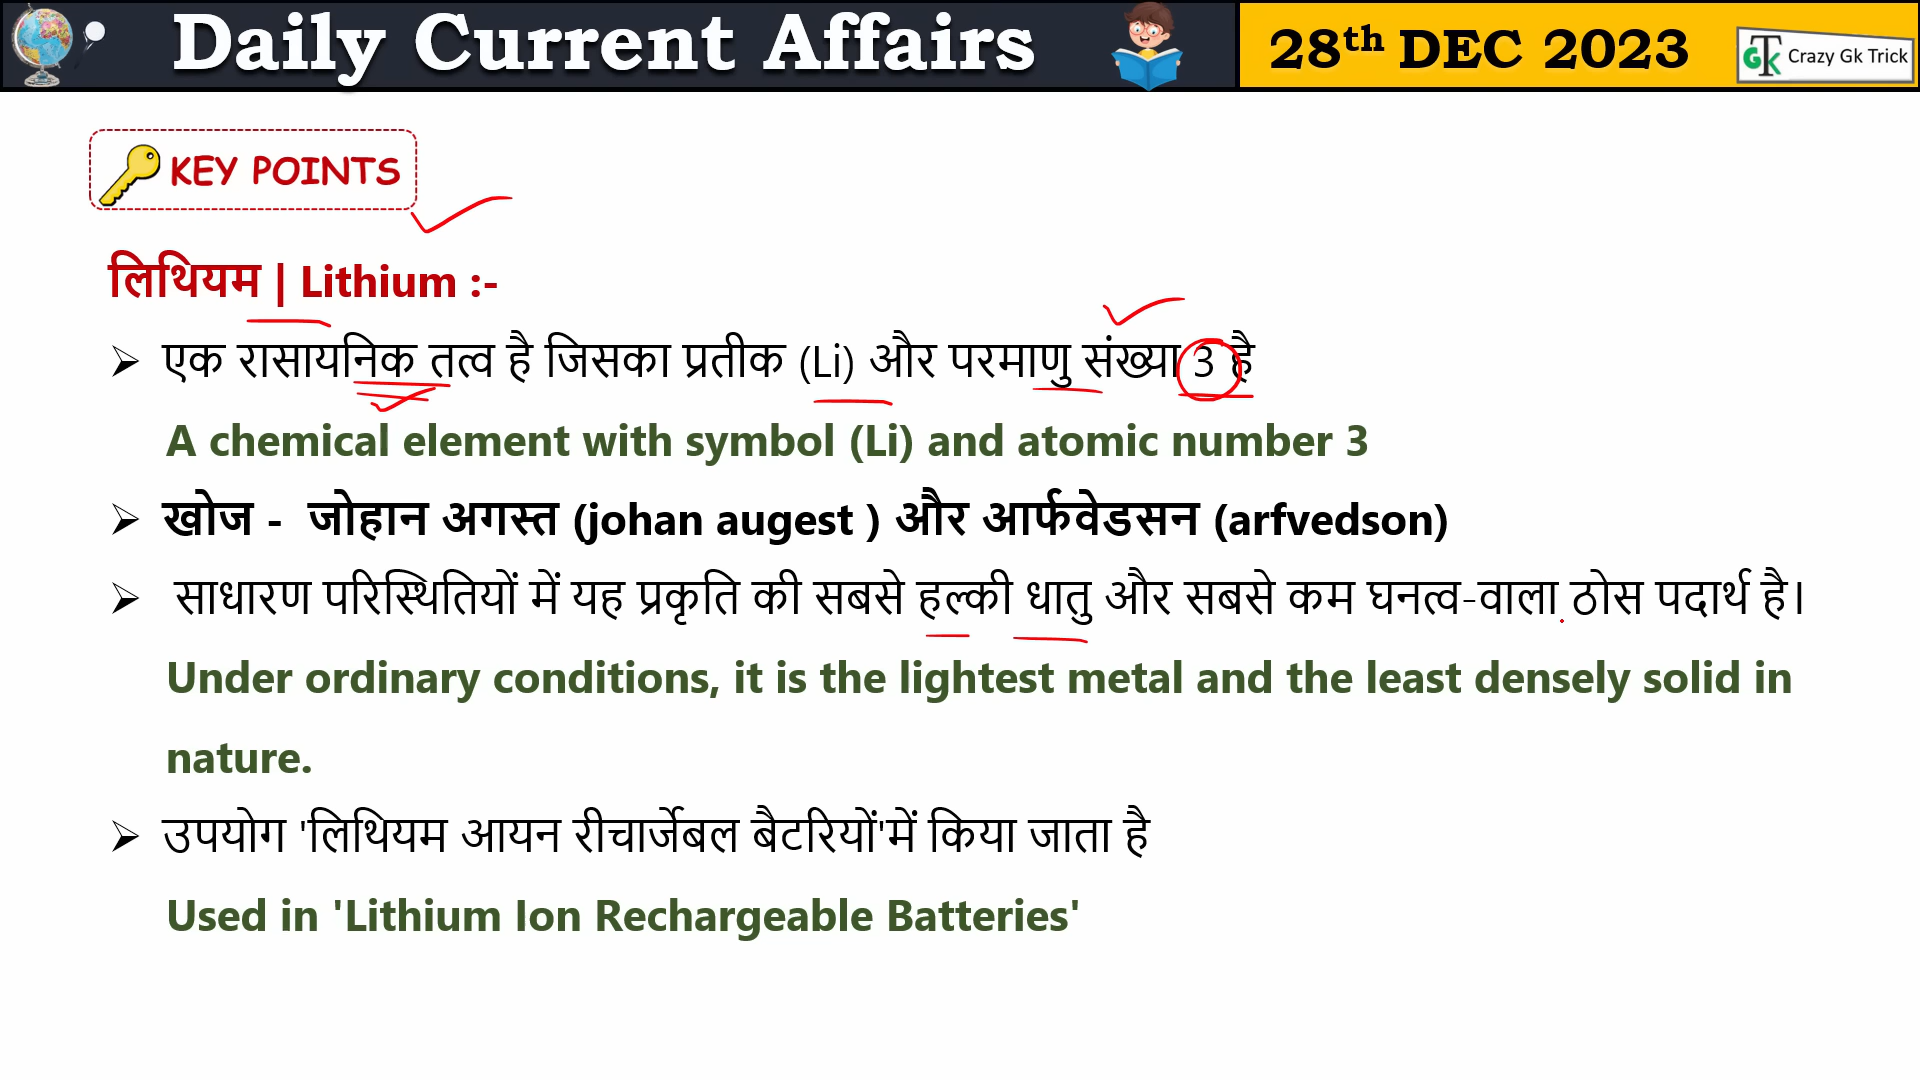 Daily Current Affairs
28th DEC 2023
GK Crazy Gk Trick
KEY POINTS
लिथियम | Lithium :-
➢ एक रासायनिक तत्व है जिसका प्रतीक (Li) और परमाणु संख्या 3 है
A chemical element with symbol (Li) and atomic number 3
➢ खोज - जोहान अगस्त (johan augest ) और आर्फवेडसन (arfvedson)
➢ साधारण परिस्थितियों में यह प्रकृति की सबसे हल्की धातु और सबसे कम घनत्व-वाला ठोस पदार्थ है।
Under ordinary conditions, it is the lightest metal and the least densely solid in
nature.
➢ उपयोग 'लिथियम आयन रीचार्जेबल बैटरियों'में किया जाता है
Used in 'Lithium Ion Rechargeable Batteries'